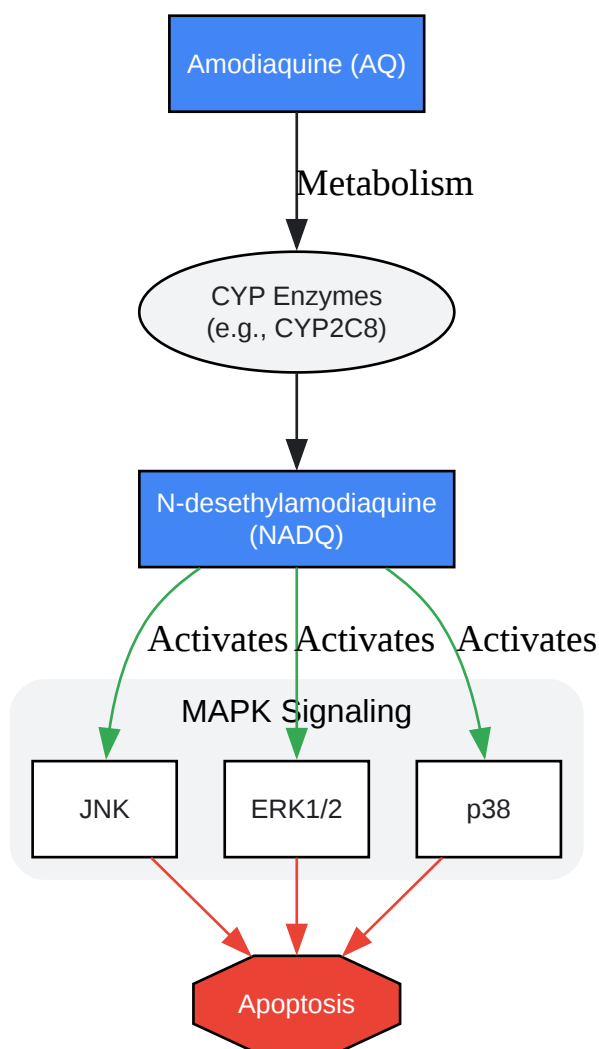 Amodiaquine (AQ)
Metabolism
CYP Enzymes
(e.g., CYP2C8)
N-desethylamodiaquine
(NADQ)
Activates Activates Activates
MAPK Signaling
JNK ERK1/2 p38
Apoptosis